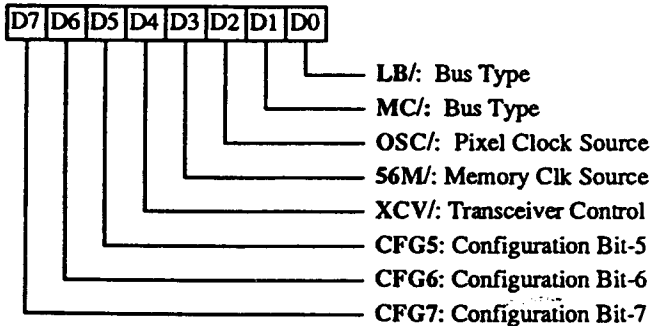 D7 D6 D5 D4 D3 D2 D1 D0
LB/: Bus Type
MC/: Bus Type
OSC/: Pixel Clock Source
56M/: Memory Clk Source
XCV/: Transceiver Control
CFG5: Configuration Bit-5
CFG6: Configuration Bit-6
CFG7: Configuration Bit-7